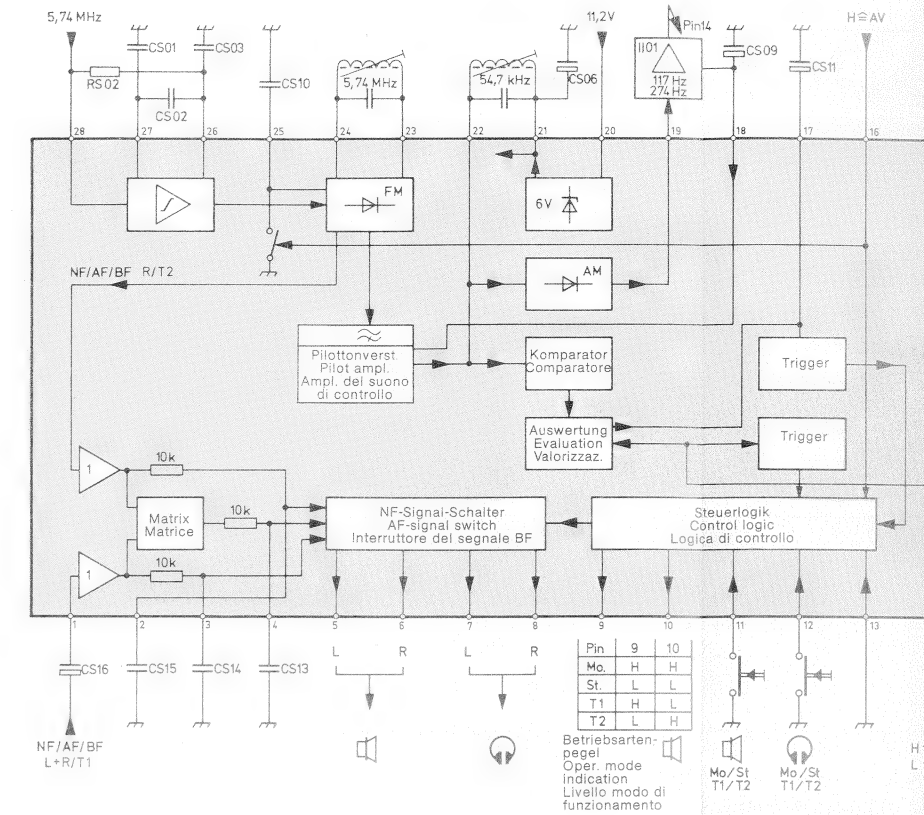 5,74 MHz
11,2V
H≙AV
CS01
CS03
Pin14
CS09
II01
RS02
CS02
CS10
5,74 MHz
54,7 kHz
CS06
117 Hz
274 Hz
CS11
28
27
26
25
24
23
22
21
20
19
18
17
16
FM
6V
NF/AF/BF R/T2
AM
Pilottonverst.
Pilot ampl.
Ampl. del suono
di controllo
Komparator
Comparatore
Trigger
Auswertung
Evaluation
Valorizzaz.
Trigger
1
10k
Matrix
Matrice
10k
NF-Signal-Schalter
AF-signal switch
Interruttore del segnale BF
Steuerlogik
Control logic
Logica di controllo
1
10k
1
2
3
4
5
6
7
8
9
10
11
12
13
CS16
CS15
CS14
CS13
L
R
L
R
Pin 9 10
Mo. H H
St. L L
T1 H L
T2 L H
NF/AF/BF
L+R/T1
Betriebsarten-
pegel
Oper. mode
indication
Livello modo di
funzionamento
Mo/St
T1/T2
Mo/St
T1/T2
H
L